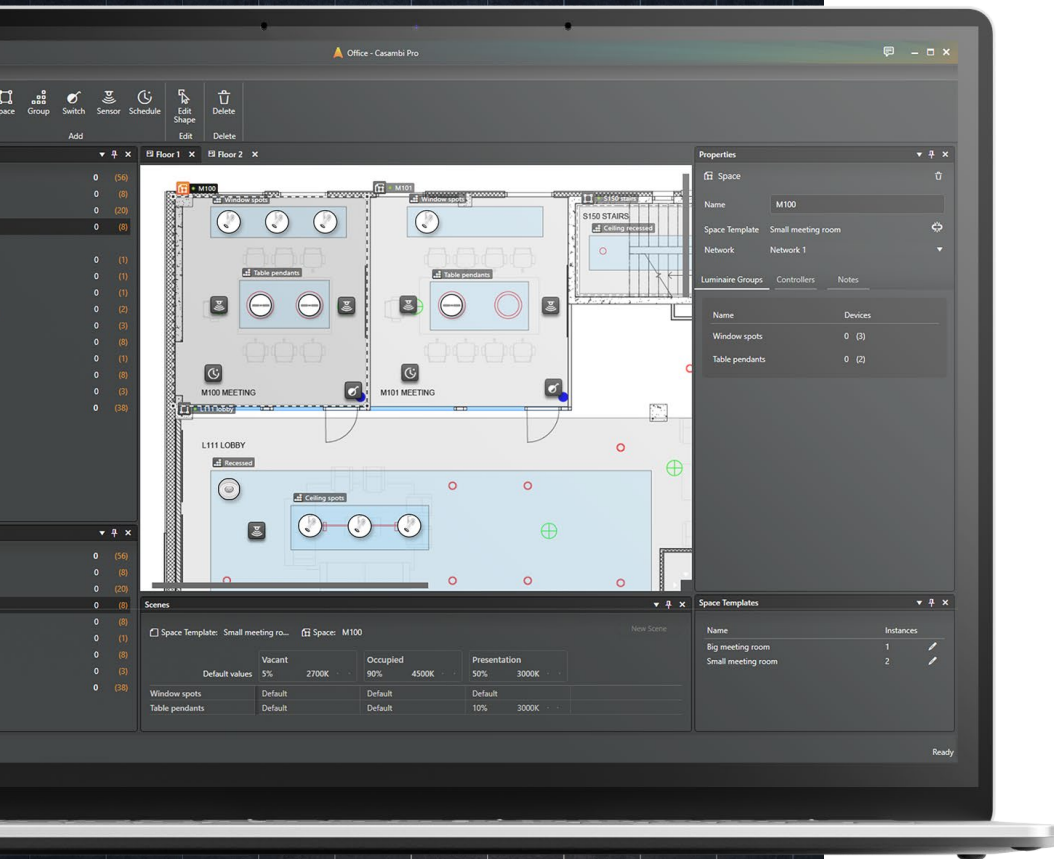 Office - Casambi Pro
Group Switch Sensor Schedule Edit Shape Delete
Add Edit Delete
Floor 1 Floor 2
0 (56)
0 (8)
0 (20)
0 (8)
0 (1)
0 (1)
0 (1)
0 (2)
0 (3)
0 (8)
0 (1)
0 (8)
0 (3)
0 (38)
0 (56)
0 (8)
0 (20)
0 (8)
0 (8)
0 (1)
0 (8)
0 (3)
0 (38)
M100
Window spots
Table pendants
M100 MEETING
M101
Window spots
Table pendants
M101 MEETING
S150 stairs
S150 STAIRS
Ceiling recessed
L111 lobby
L111 LOBBY
Recessed
Ceiling spots
Properties
Space
Name M100
Space Template Small meeting room
Network Network 1
Luminaire Groups Controllers Notes
Name Devices
Window spots 0 (3)
Table pendants 0 (2)
Scenes
Space Template: Small meeting ro... Space: M100
New Scene
Vacant Occupied Presentation
Default values 5% 2700K 90% 4500K 50% 3000K
Window spots Default Default Default
Table pendants Default Default 10% 3000K
Space Templates
Name Instances
Big meeting room 1
Small meeting room 2
Ready